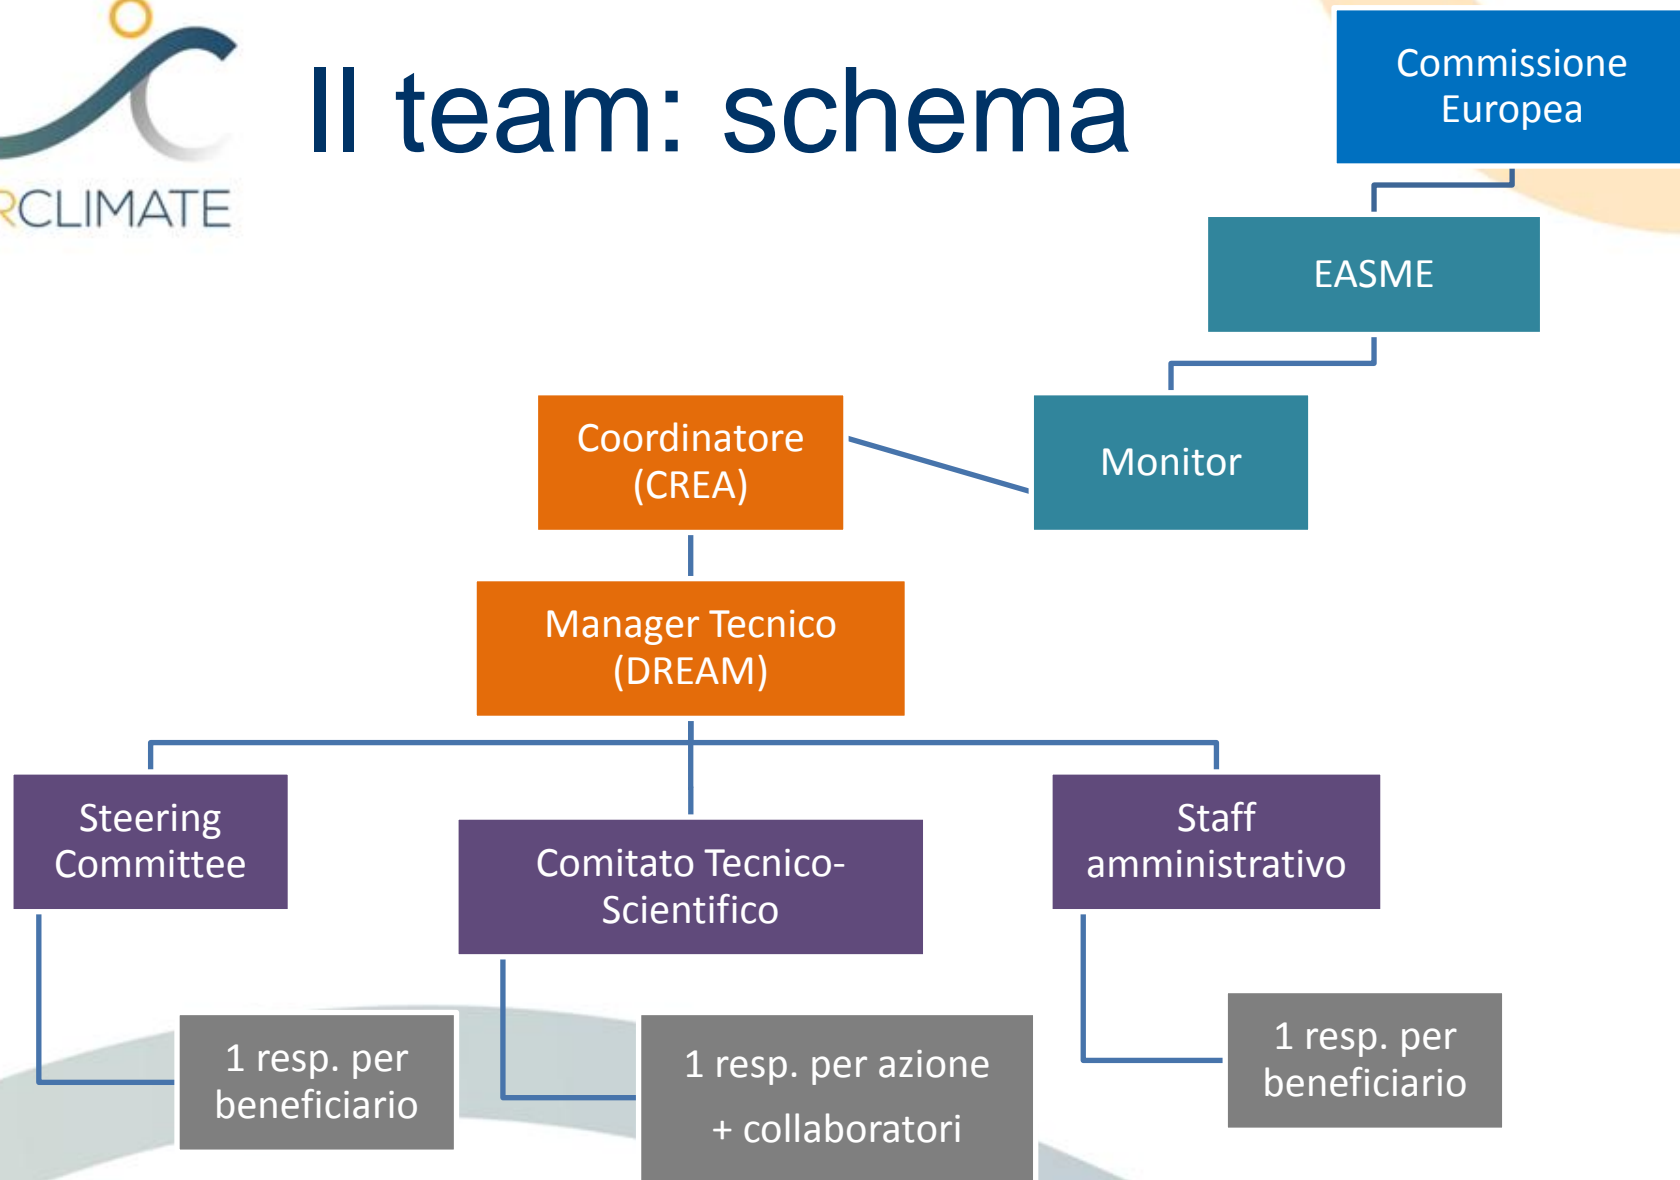 Il team: schema
RCLIMATE
Commissione
Europea
EASME
Monitor
Coordinatore
(CREA)
Manager Tecnico
(DREAM)
Steering
Committee
Comitato Tecnico-
Scientifico
Staff
amministrativo
1 resp. per
beneficiario
1 resp. per azione
+ collaboratori
1 resp. per
beneficiario